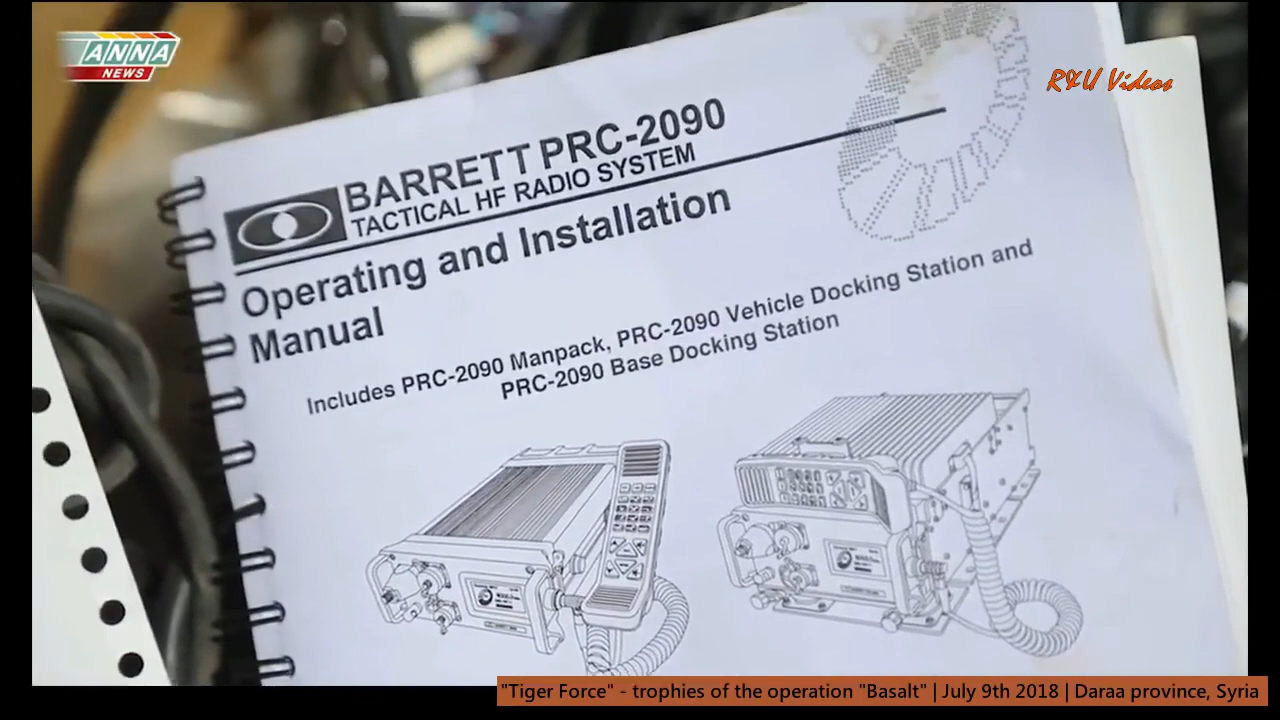 ANNA
NEWS
R&U Videos
BARRETT PRC-2090
TACTICAL HF RADIO SYSTEM
Operating and Installation
Manual
Includes PRC-2090 Manpack, PRC-2090 Vehicle Docking Station and
PRC-2090 Base Docking Station
"Tiger Force" - trophies of the operation "Basalt" | July 9th 2018 | Daraa province, Syria